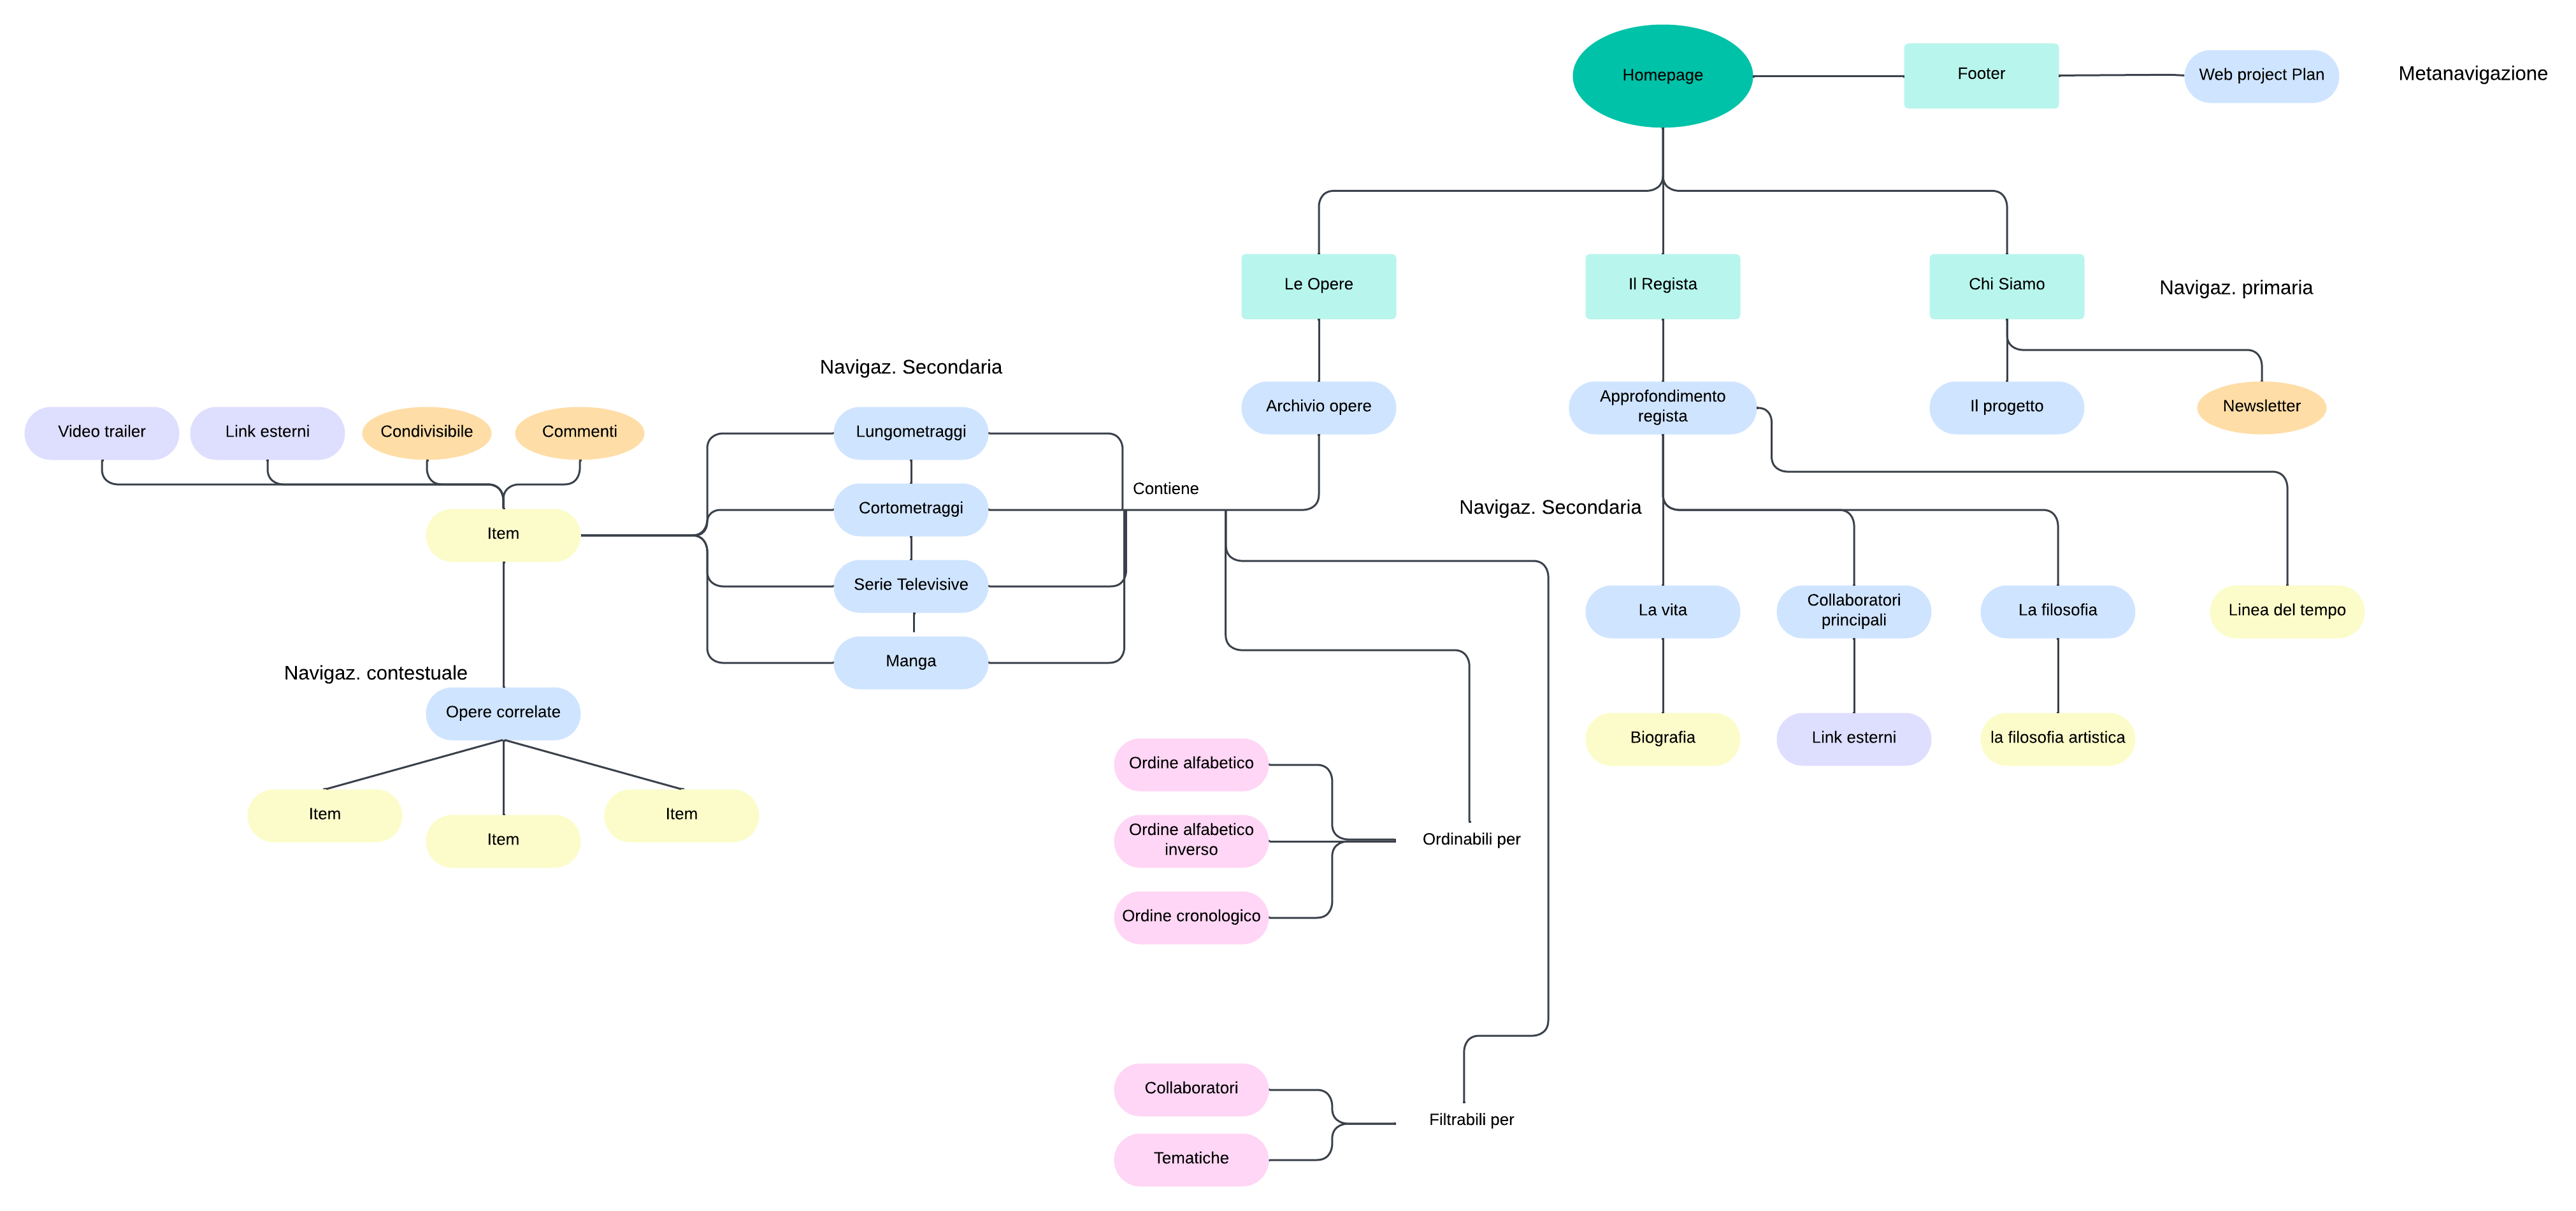 Homepage
Footer
Web project Plan
Metanavigazione
Le Opere
Il Regista
Chi Siamo
Navigaz. primaria
Navigaz. Secondaria
Archivio opere
Approfondimento
regista
Il progetto
Newsletter
Video trailer
Link esterni
Condivisibile
Commenti
Lungometraggi
Contiene
Cortometraggi
Navigaz. Secondaria
Item
Serie Televisive
La vita
Collaboratori
principali
La filosofia
Linea del tempo
Manga
Navigaz. contestuale
Opere correlate
Biografia
Link esterni
la filosofia artistica
Ordine alfabetico
Item
Item
Item
Ordine alfabetico
inverso
Ordinabili per
Ordine cronologico
Collaboratori
Filtrabili per
Tematiche